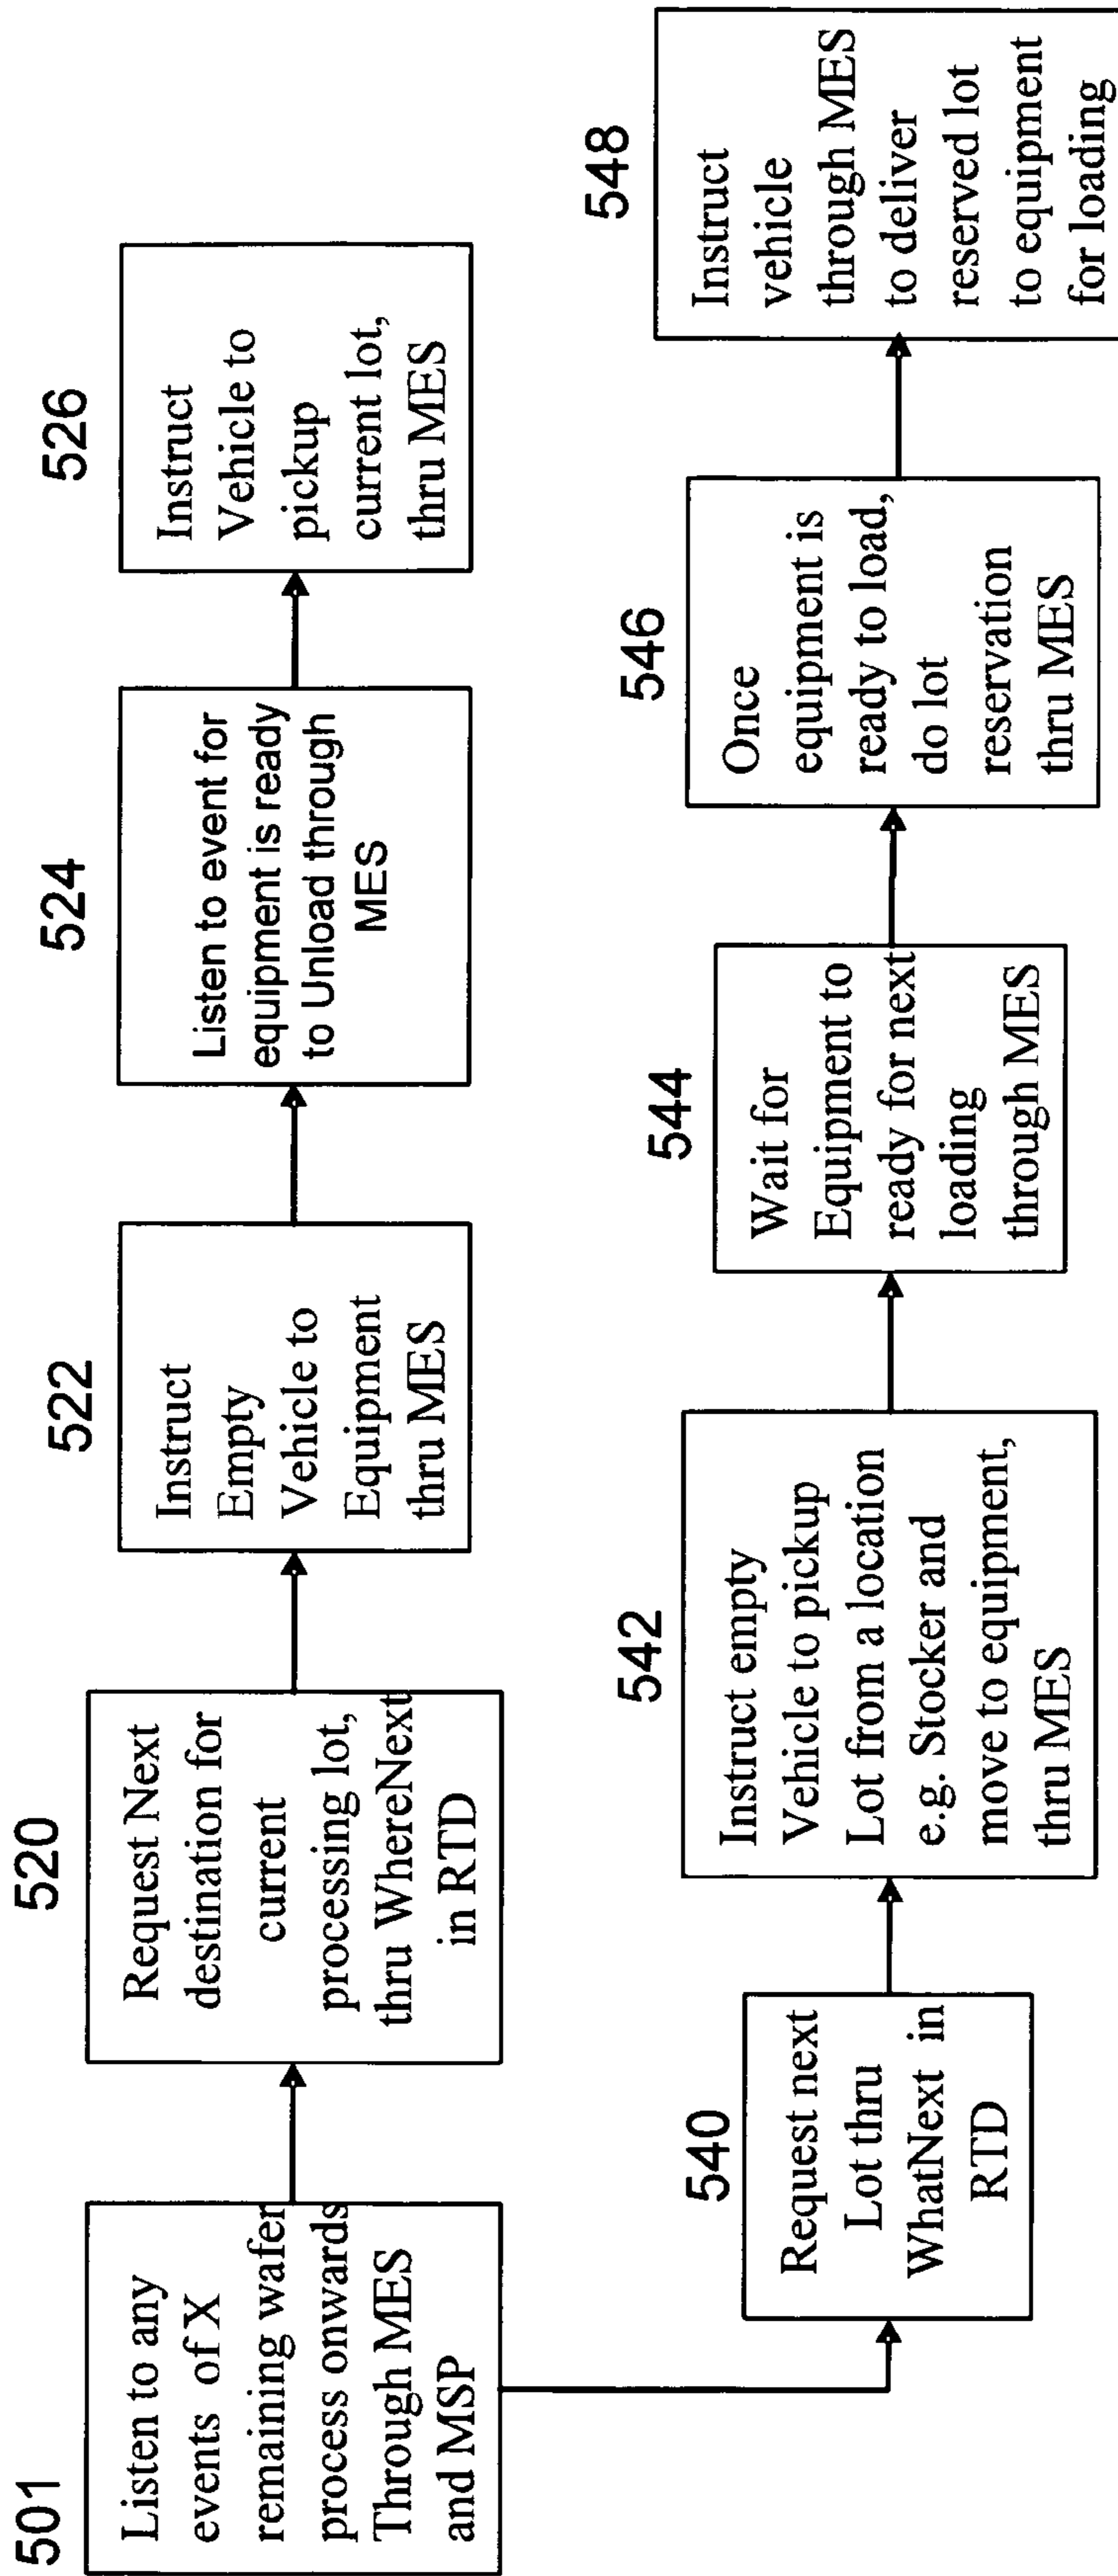 501
Listen to any
events of X
remaining wafer
process onwards
Through MES
and MSP
520
Request Next
destination for
current
processing lot,
thru WhereNext
in RTD
522
Instruct
Empty
Vehicle to
Equipment
thru MES
524
Listen to event for
equipment is ready
to Unload through
MES
526
Instruct
Vehicle to
pickup
current lot,
thru MES
540
Request next
Lot thru
WhatNext in
RTD
542
Instruct empty
Vehicle to pickup
Lot from a location
e.g. Stocker and
move to equipment,
thru MES
544
Wait for
Equipment to
ready for next
loading
through MES
546
Once
equipment is
ready to load,
do lot
reservation
thru MES
548
Instruct
vehicle
through MES
to deliver
reserved lot
to equipment
for loading